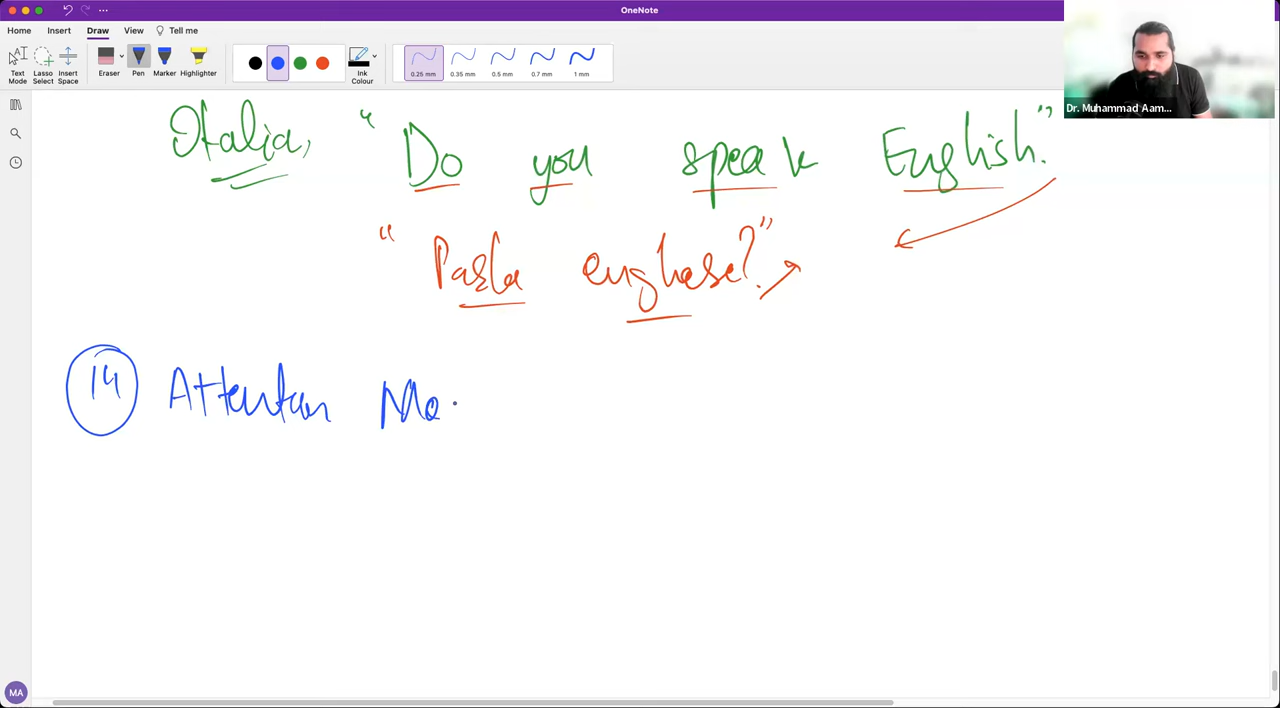 OneNote
Home Insert Draw View Tell me
Text Mode Lasso Select Insert Space Eraser Pen Marker Highlighter Ink Colour 0.25 mm 0.35 mm 0.5 mm 0.7 mm 1 mm
Dr. Muhammad Aam...
Italia, "Do you speak English."
"Parla englese?"
14 Attention Mo
MA